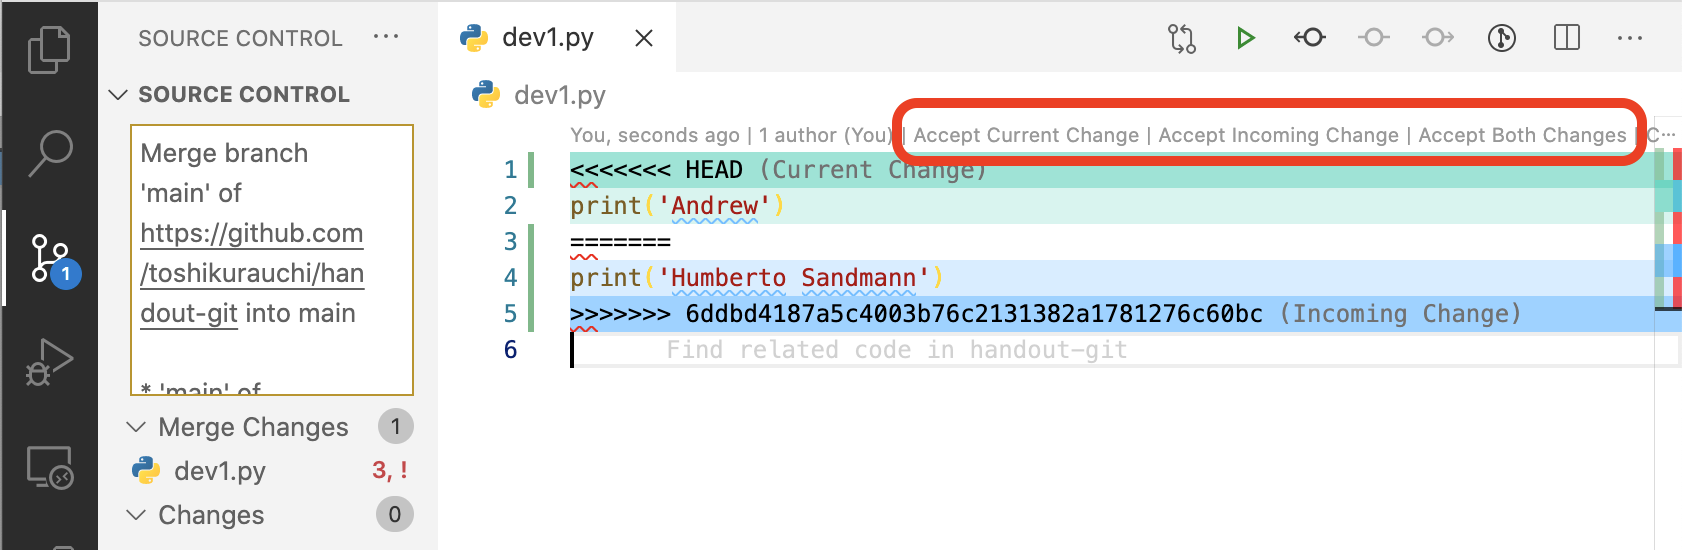 SOURCE CONTROL ···
SOURCE CONTROL
Merge branch
'main' of
https://github.com
/toshikurauchi/han
dout-git into main
* 'main' of
Merge Changes 1
dev1.py 3, !
Changes 0
1
dev1.py
dev1.py
You, seconds ago | 1 author (You) | Accept Current Change | Accept Incoming Change | Accept Both Changes | C···
1 <<<<<<< HEAD (Current Change)
2 print('Andrew')
3 =======
4 print('Humberto Sandmann')
5 >>>>>>> 6ddbd4187a5c4003b76c2131382a1781276c60bc (Incoming Change)
6 Find related code in handout-git